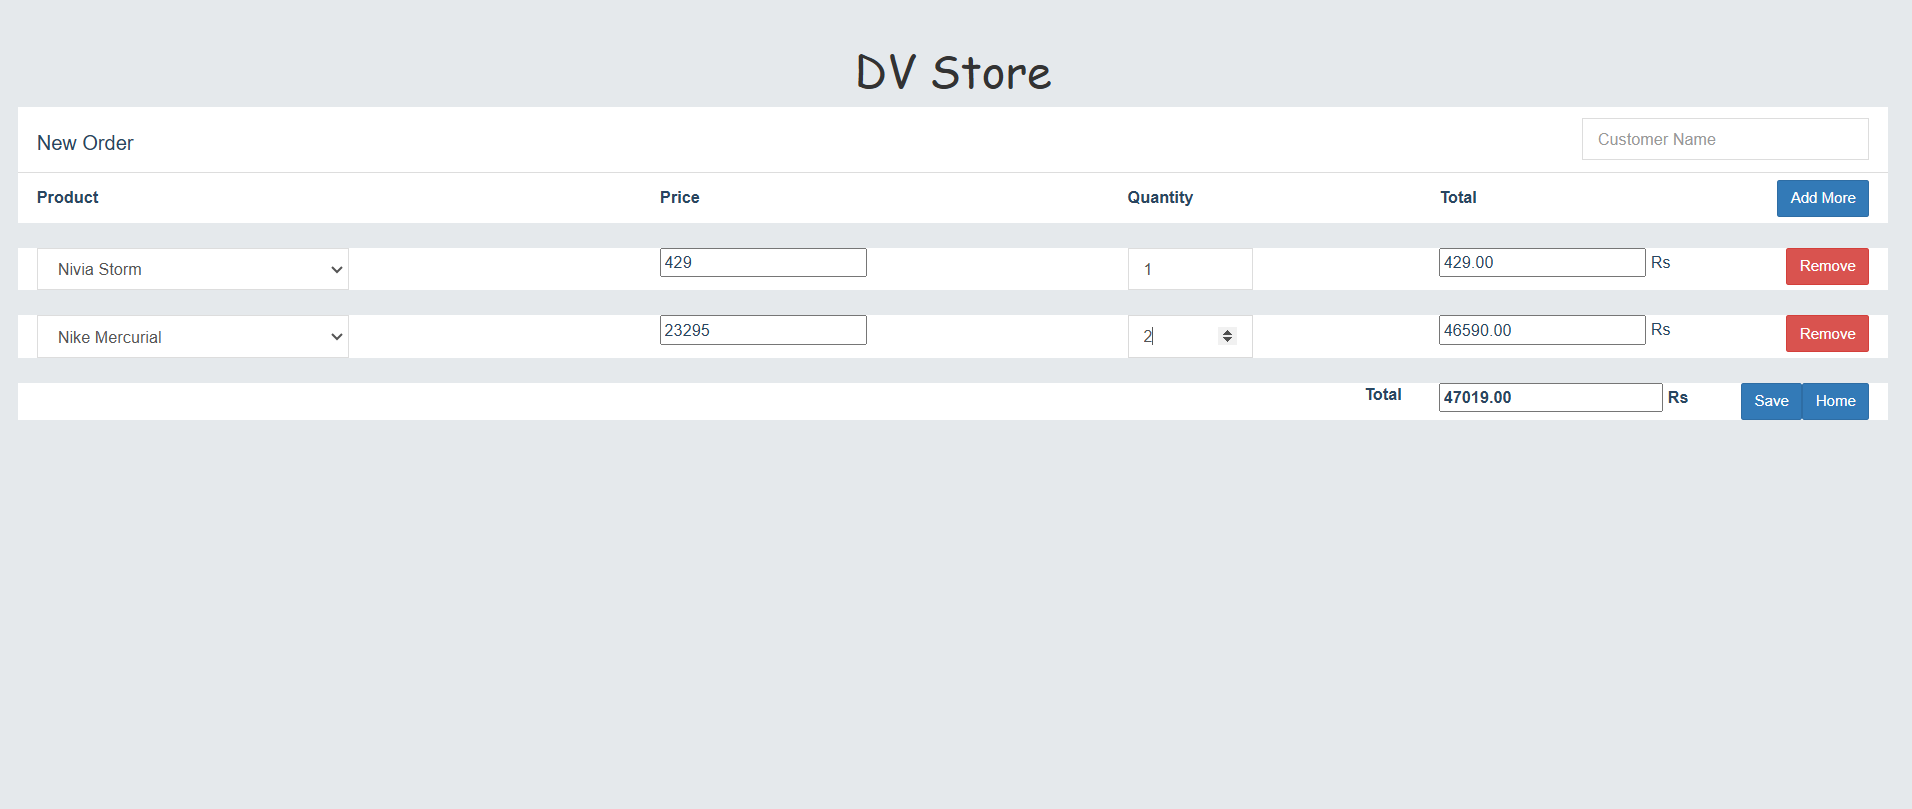 DV Store
New Order Customer Name
Product Price Quantity Total Add More
Nivia Storm 429 1 429.00 Rs Remove
Nike Mercurial 23295 2 46590.00 Rs Remove
Total 47019.00 Rs Save Home